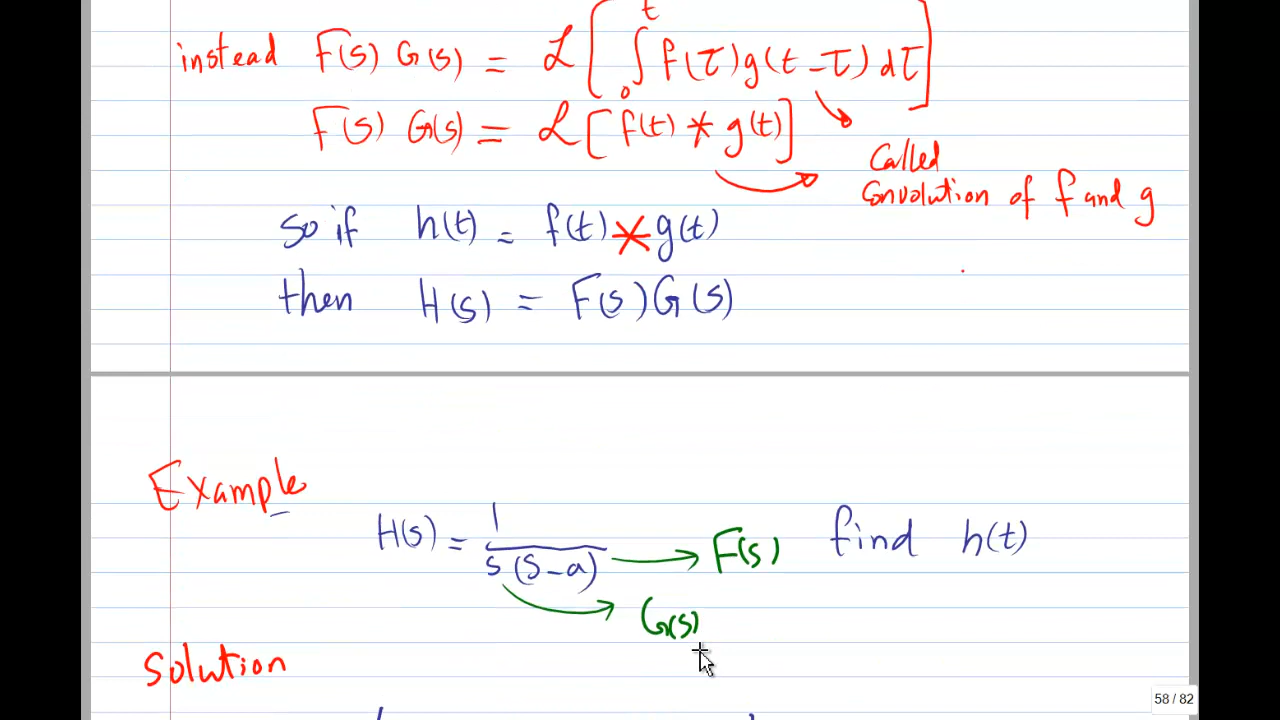 instead F(s) G(s) = ℒ[∫₀ᵗ f(τ)g(t-τ)dτ]
F(s) G(s) = ℒ[f(t) * g(t)]
Called
Convolution of f and g
So if h(t) = f(t) * g(t)
then H(s) = F(s)G(s)
Example
H(s) = 1/s(s-a) → F(s) find h(t)
G(s)
Solution
58 / 82